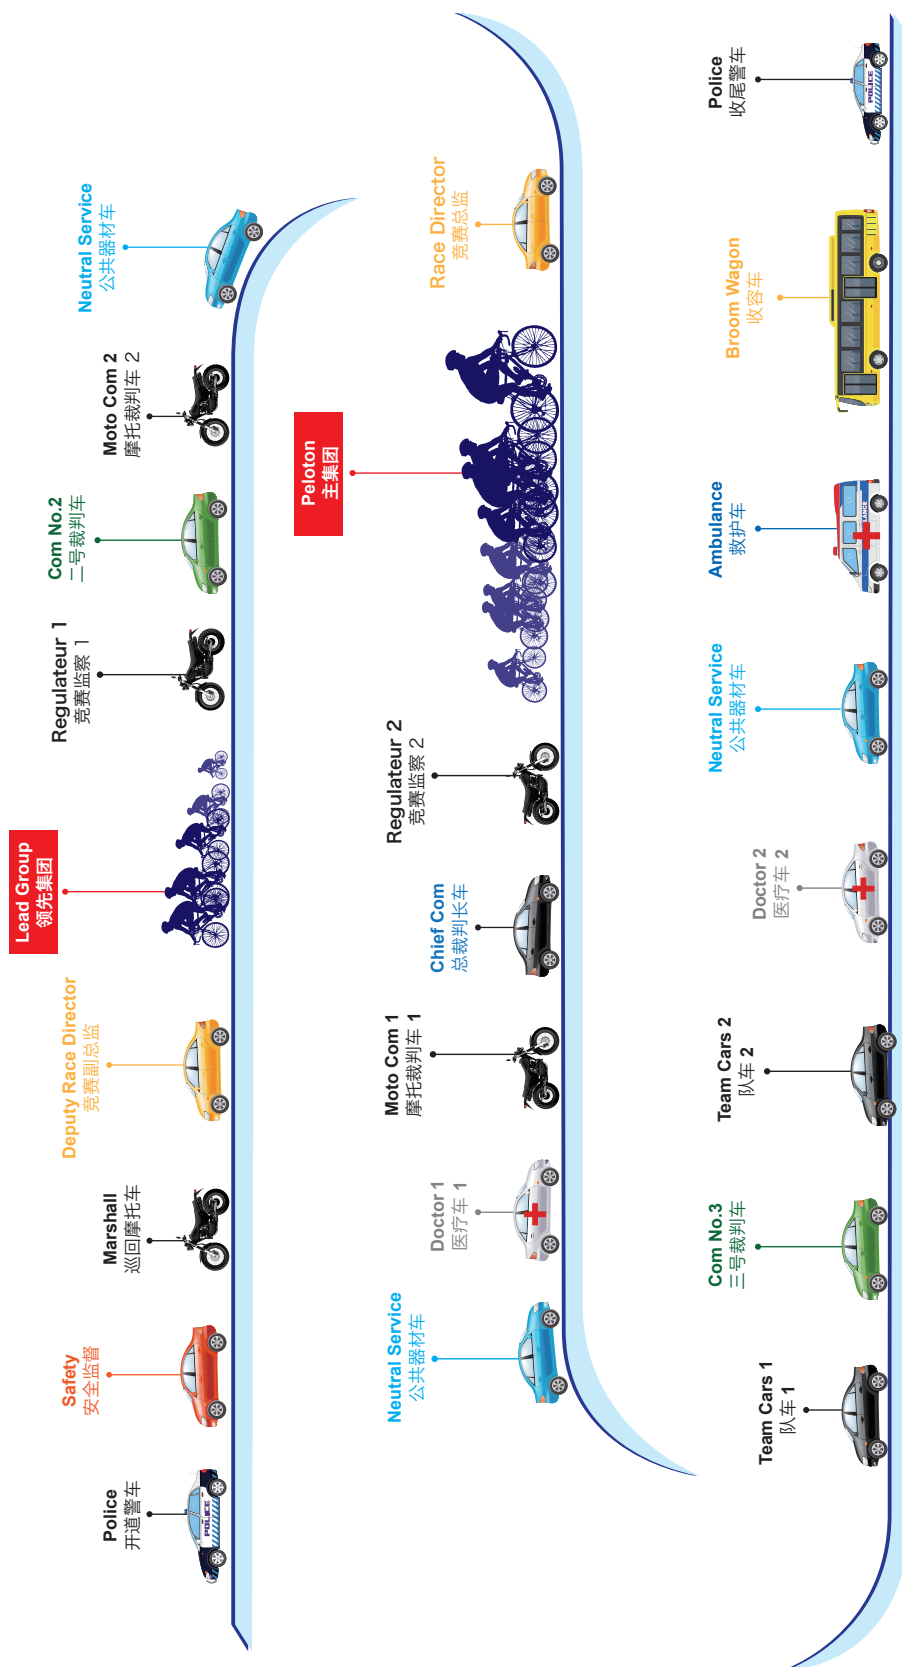 Police
开道警车
Safety
安全监督
Marshall
巡回摩托车
Deputy Race Director
竞赛副总监
Lead Group
领先集团
Regulateur 1
竞赛监察 1
Com No.2
二号裁判车
Moto Com 2
摩托裁判车 2
Neutral Service
公共器材车
Race Director
竞赛总监
Peloton
主集团
Regulateur 2
竞赛监察 2
Chief Com
总裁判长车
Moto Com 1
摩托裁判车 1
Doctor 1
医疗车 1
Neutral Service
公共器材车
Team Cars 1
队车 1
Com No.3
三号裁判车
Team Cars 2
队车 2
Doctor 2
医疗车 2
Neutral Service
公共器材车
Ambulance
救护车
Broom Wagon
收容车
Police
收尾警车
POLICE
LANCE
POLICE